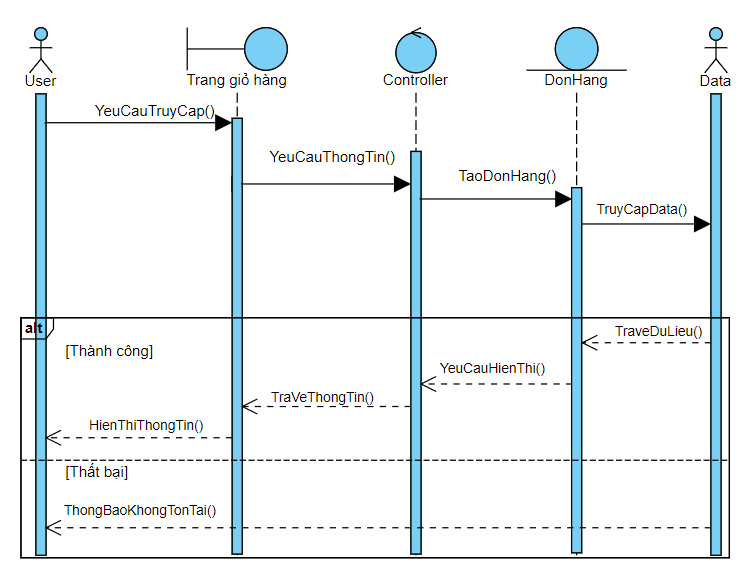 User
Trang giỏ hàng
Controller
DonHang
Data
YeuCauTruyCap()
YeuCauThongTin()
TaoDonHang()
TruyCapData()
alt
TraveDuLieu()
[Thành công]
YeuCauHienThi()
TraVeThongTin()
HienThiThongTin()
[Thất bại]
ThongBaoKhongTonTai()